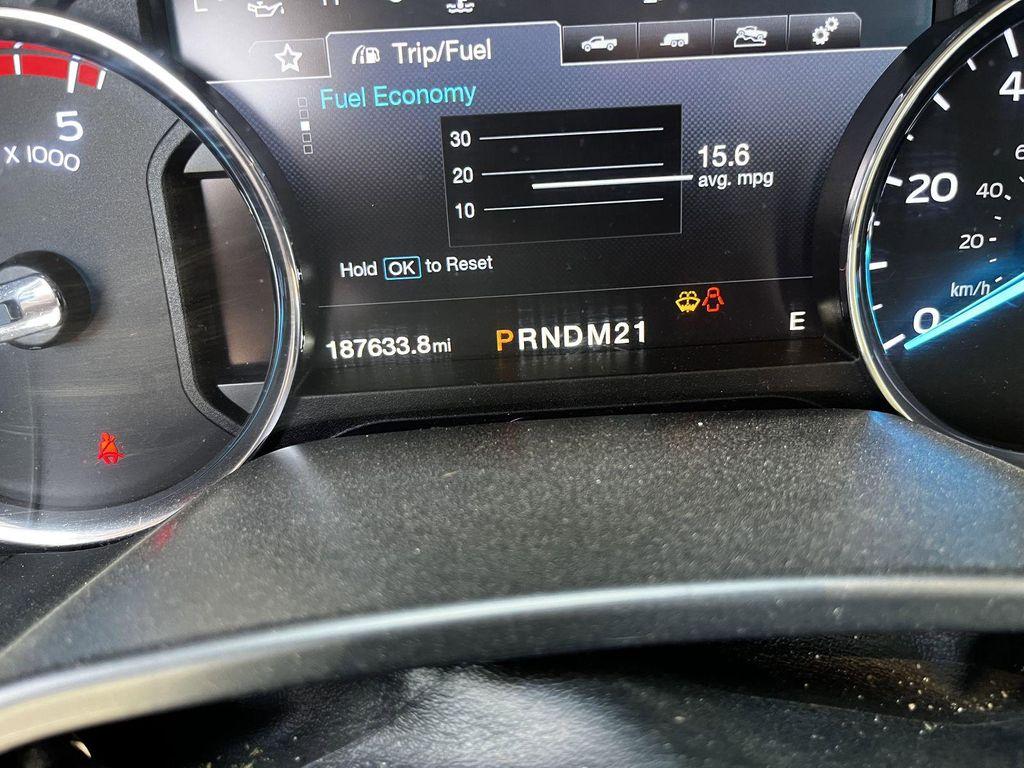 Trip/Fuel
Fuel Economy
30
20
10
15.6
avg. mpg
Hold OK to Reset
187633.8mi
PRNDM21
E
5
X 1000
20
0
40
20
km/h